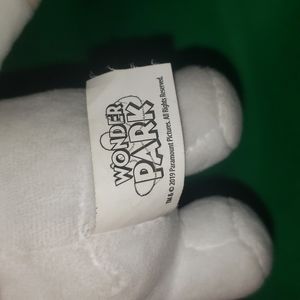 WONDER
PARK
TM & © 2019 Paramount Pictures. All Rights Reserved.